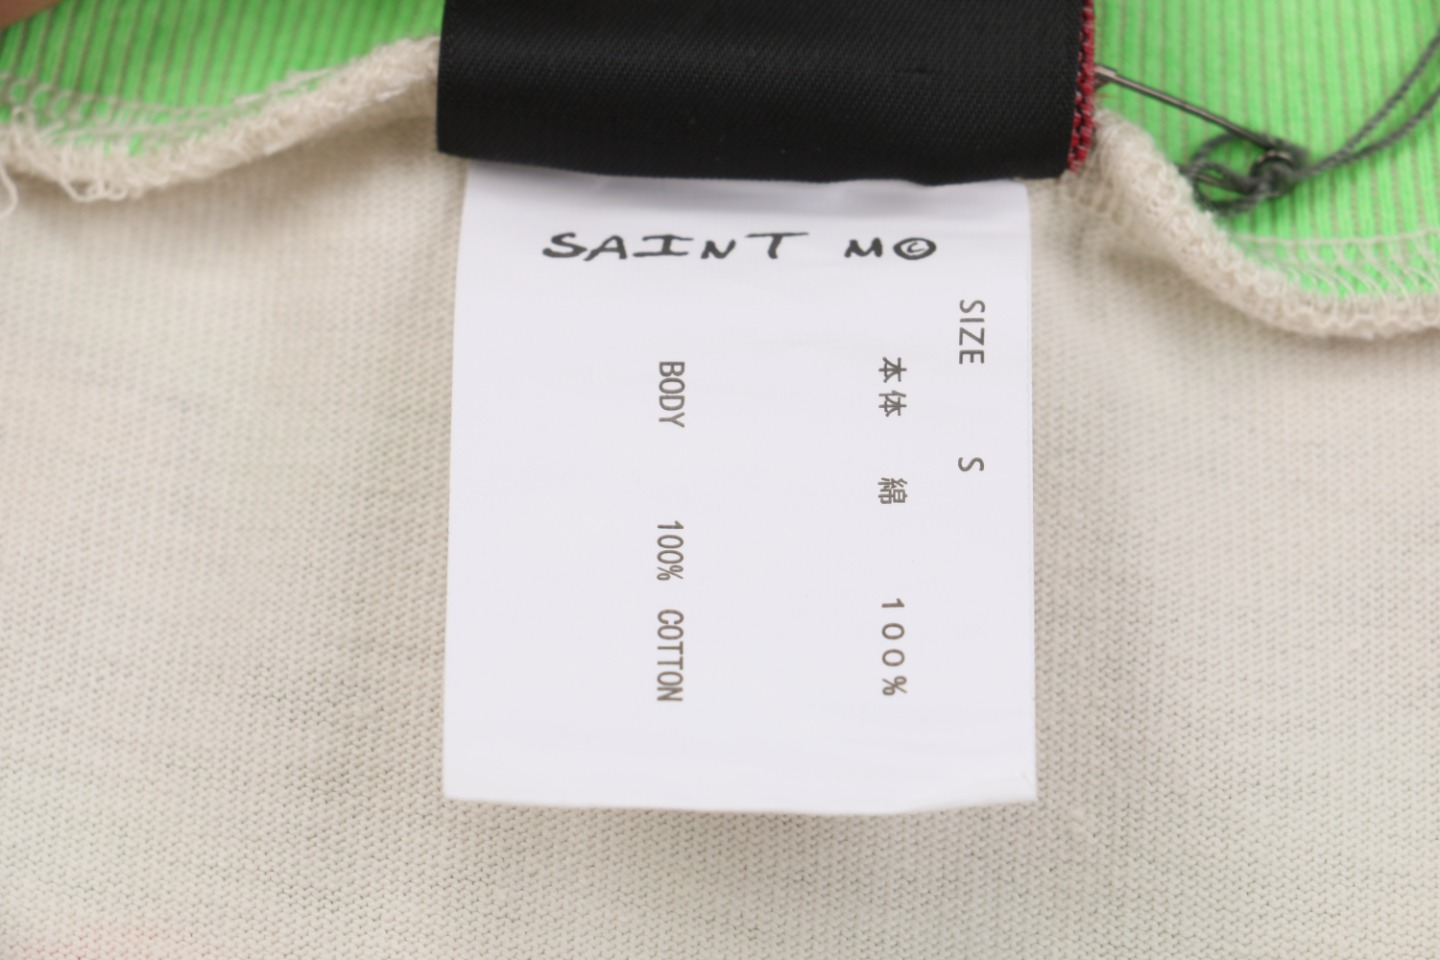 SAINT M©
SIZE S
本体 綿 100%
BODY 100% COTTON